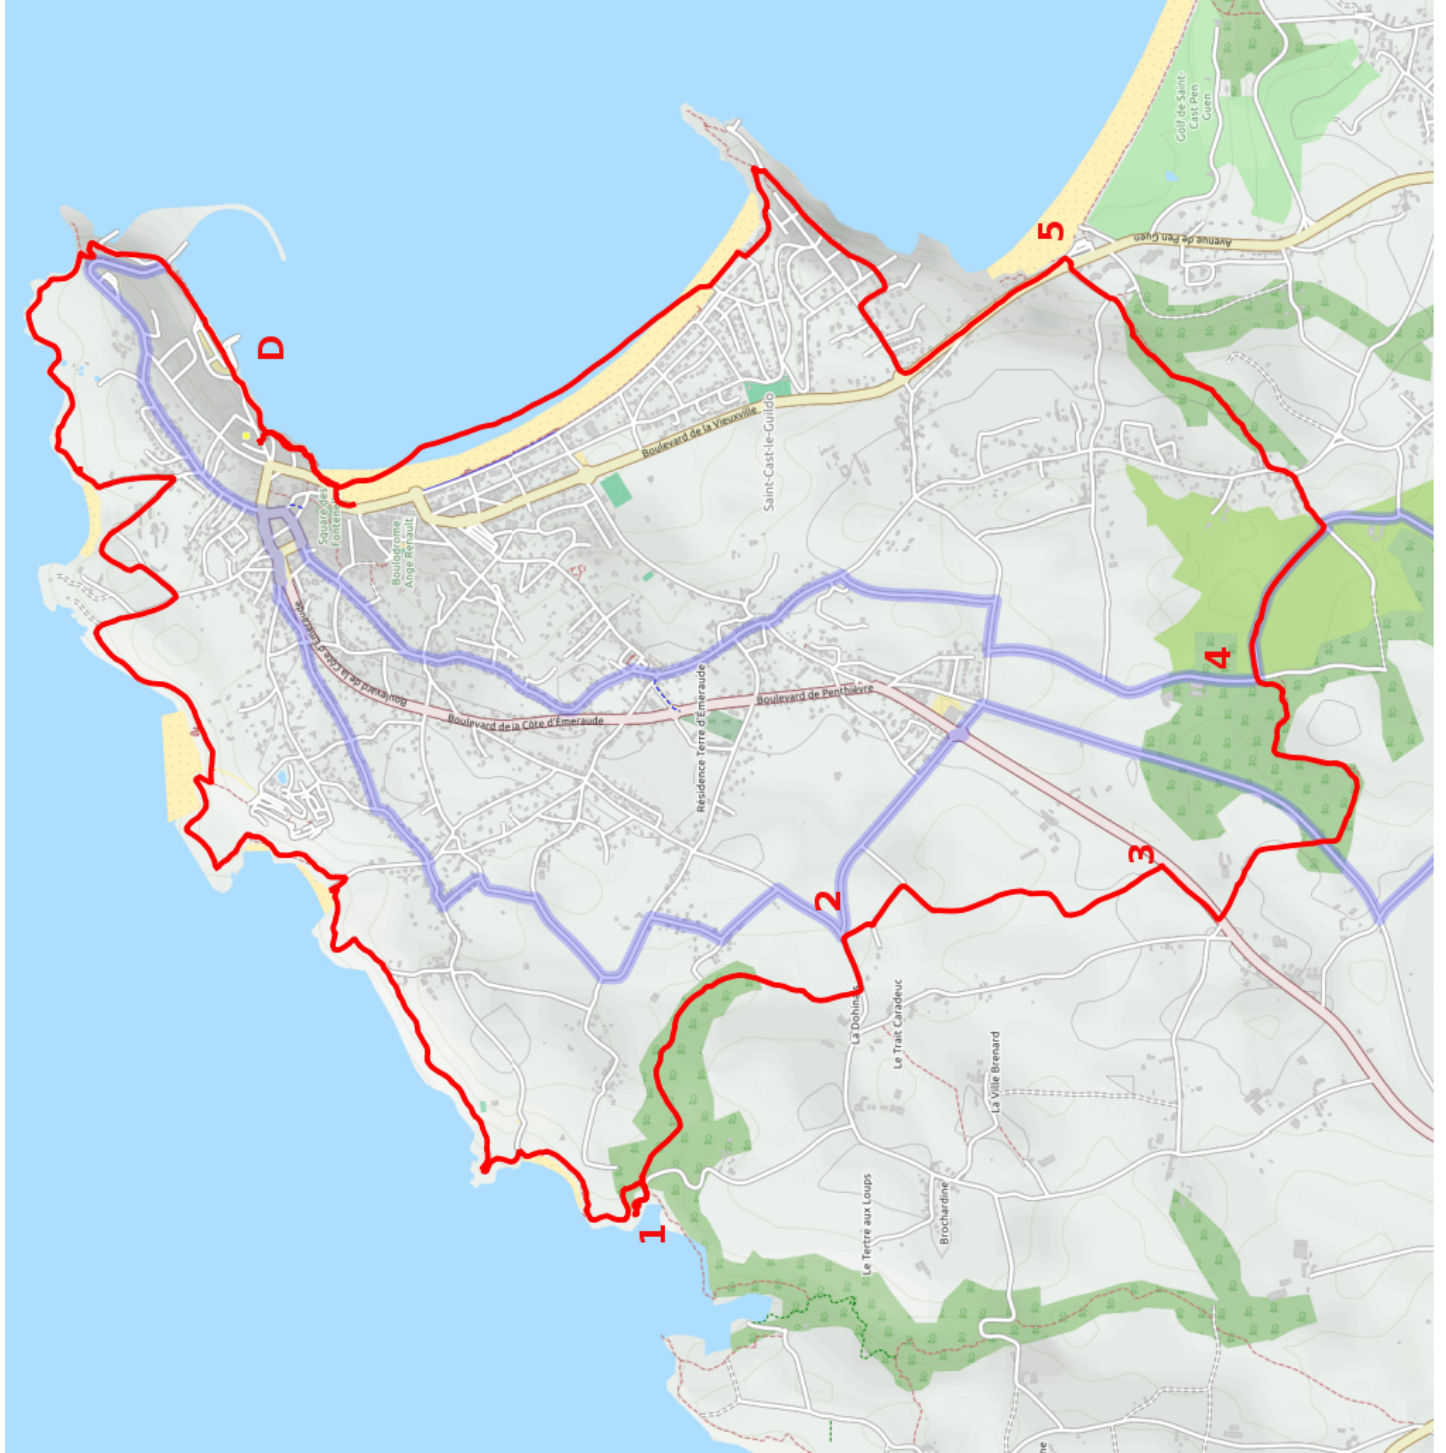 Golf de Saint-
Cast Pen
Guen
D
5
Avenue de Pen Guen
Boulevard de la Vieuxville
Saint-Cast-le-Guildo
Square des
Boulodrome
Ange Renault
Boulevard de la Côte d'Émeraude
Boulevard de la Côte d'Émeraude
Boulevard de Penthièvre
Résidence Terre d'Émeraude
4
3
2
La Dohinais
Le Trait Caradeuc
La Ville Brenard
1
Le Tertre aux Loups
Brochardine